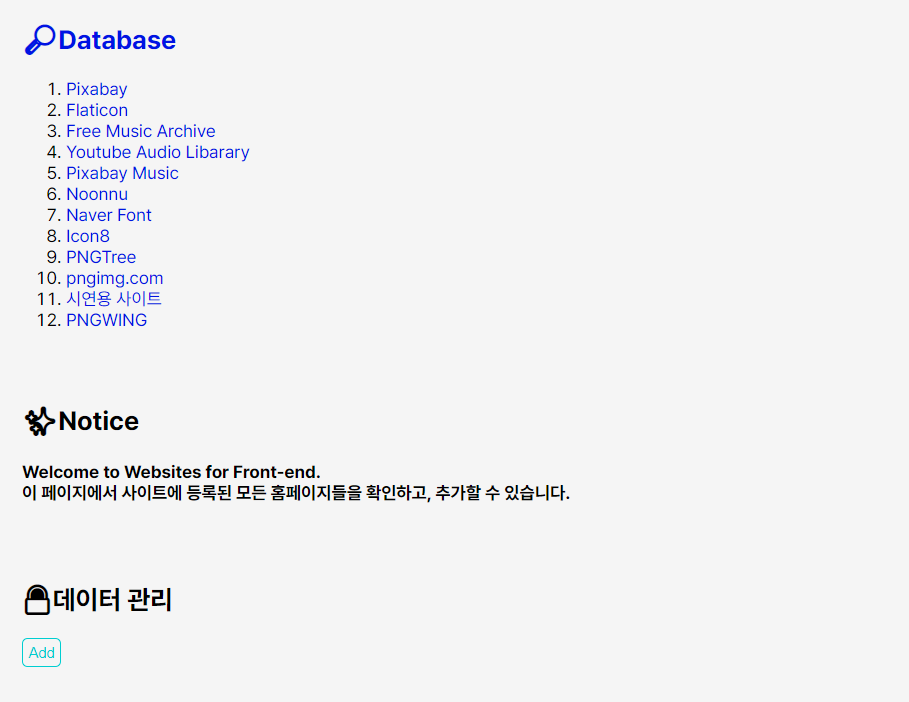 Database
1. Pixabay
2. Flaticon
3. Free Music Archive
4. Youtube Audio Libarary
5. Pixabay Music
6. Noonnu
7. Naver Font
8. Icon8
9. PNGTree
10. pngimg.com
11. 시연용 사이트
12. PNGWING
Notice
Welcome to Websites for Front-end.
이 페이지에서 사이트에 등록된 모든 홈페이지들을 확인하고, 추가할 수 있습니다.
데이터 관리
Add